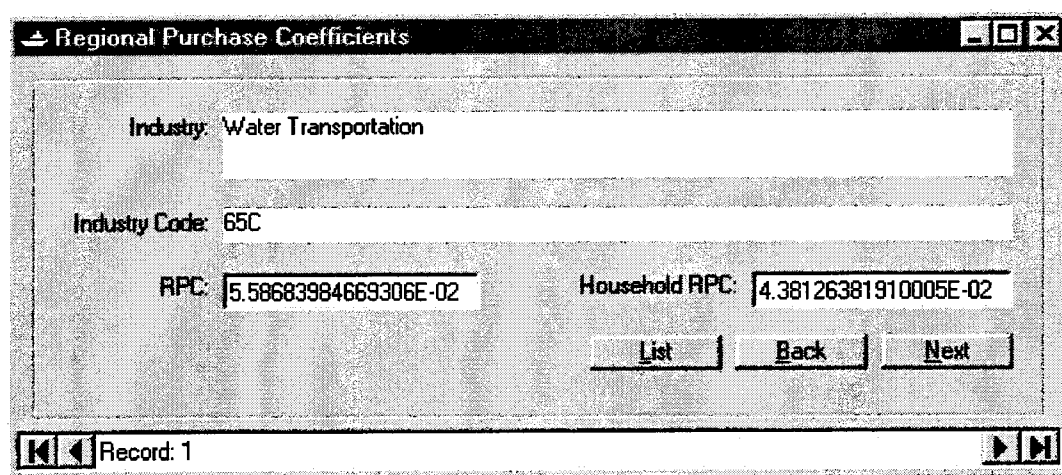 Regional Purchase Coefficients
Industry: Water Transportation
Industry Code: 65C
RPC: 5.58683984669306E-02 Household RPC: 4.38126381910005E-02
List Back Next
Record: 1